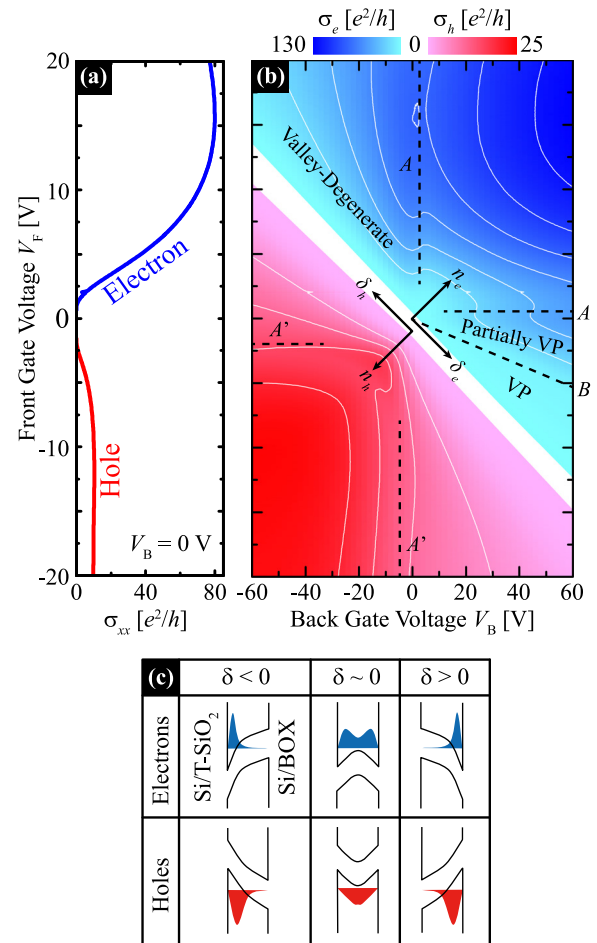 σe [e²/h] σh [e²/h]
130 0 25
(a) (b)
20
10
0
-10
-20
Front Gate Voltage VF [V]
Electron
Hole
VB = 0 V
0 40 80
σxx [e²/h]
Valley-Degenerate
A
ne
δh
A
Partially VP
A'
B
VP
δe
nh
A'
-60 -40 -20 0 20 40 60
Back Gate Voltage VB [V]
(c) δ < 0 δ ~ 0 δ > 0
Electrons
Si/T-SiO₂
Si/BOX
Holes